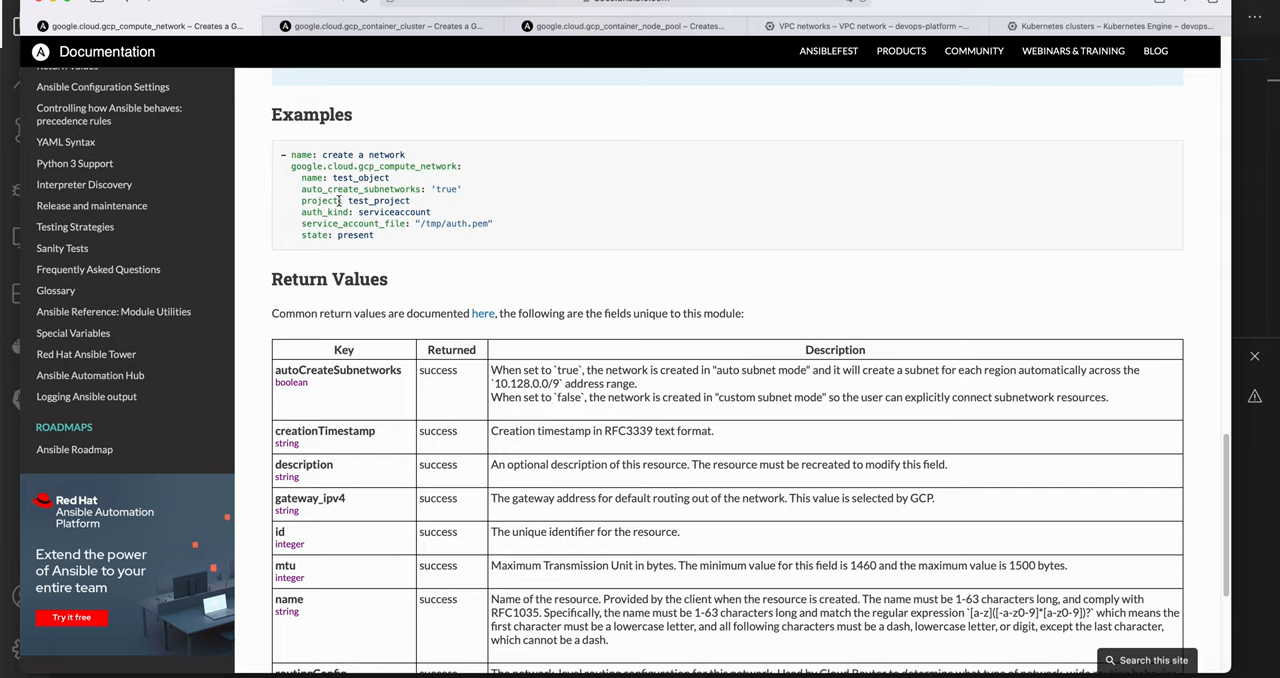 google.cloud.gcp_compute_network – Creates a G...
google.cloud.gcp_container_cluster – Creates a G...
google.cloud.gcp_container_node_pool – Creates...
VPC networks – VPC network – devops-platform –...
Kubernetes clusters – Kubernetes Engine – devops...
A Documentation
ANSIBLEFEST PRODUCTS COMMUNITY WEBINARS & TRAINING BLOG
Return Values
Ansible Configuration Settings
Controlling how Ansible behaves:
precedence rules
YAML Syntax
Python 3 Support
Interpreter Discovery
Release and maintenance
Testing Strategies
Sanity Tests
Frequently Asked Questions
Glossary
Ansible Reference: Module Utilities
Special Variables
Red Hat Ansible Tower
Ansible Automation Hub
Logging Ansible output
ROADMAPS
Ansible Roadmap
Red Hat
Ansible Automation
Platform
Extend the power
of Ansible to your
entire team
Try it free
Examples
- name: create a network
google.cloud.gcp_compute_network:
name: test_object
auto_create_subnetworks: 'true'
project: test_project
auth_kind: serviceaccount
service_account_file: "/tmp/auth.pem"
state: present
Return Values
Common return values are documented here, the following are the fields unique to this module:
Key Returned Description
autoCreateSubnetworks success When set to `true`, the network is created in "auto subnet mode" and it will create a subnet for each region automatically across the
boolean `10.128.0.0/9` address range.
When set to `false`, the network is created in "custom subnet mode" so the user can explicitly connect subnetwork resources.
creationTimestamp success Creation timestamp in RFC3339 text format.
string
description success An optional description of this resource. The resource must be recreated to modify this field.
string
gateway_ipv4 success The gateway address for default routing out of the network. This value is selected by GCP.
string
id success The unique identifier for the resource.
integer
mtu success Maximum Transmission Unit in bytes. The minimum value for this field is 1460 and the maximum value is 1500 bytes.
integer
name success Name of the resource. Provided by the client when the resource is created. The name must be 1-63 characters long, and comply with
string RFC1035. Specifically, the name must be 1-63 characters long and match the regular expression `[a-z]([-a-z0-9]*[a-z0-9])?` which means the
first character must be a lowercase letter, and all following characters must be a dash, lowercase letter, or digit, except the last character,
which cannot be a dash.
Search this site